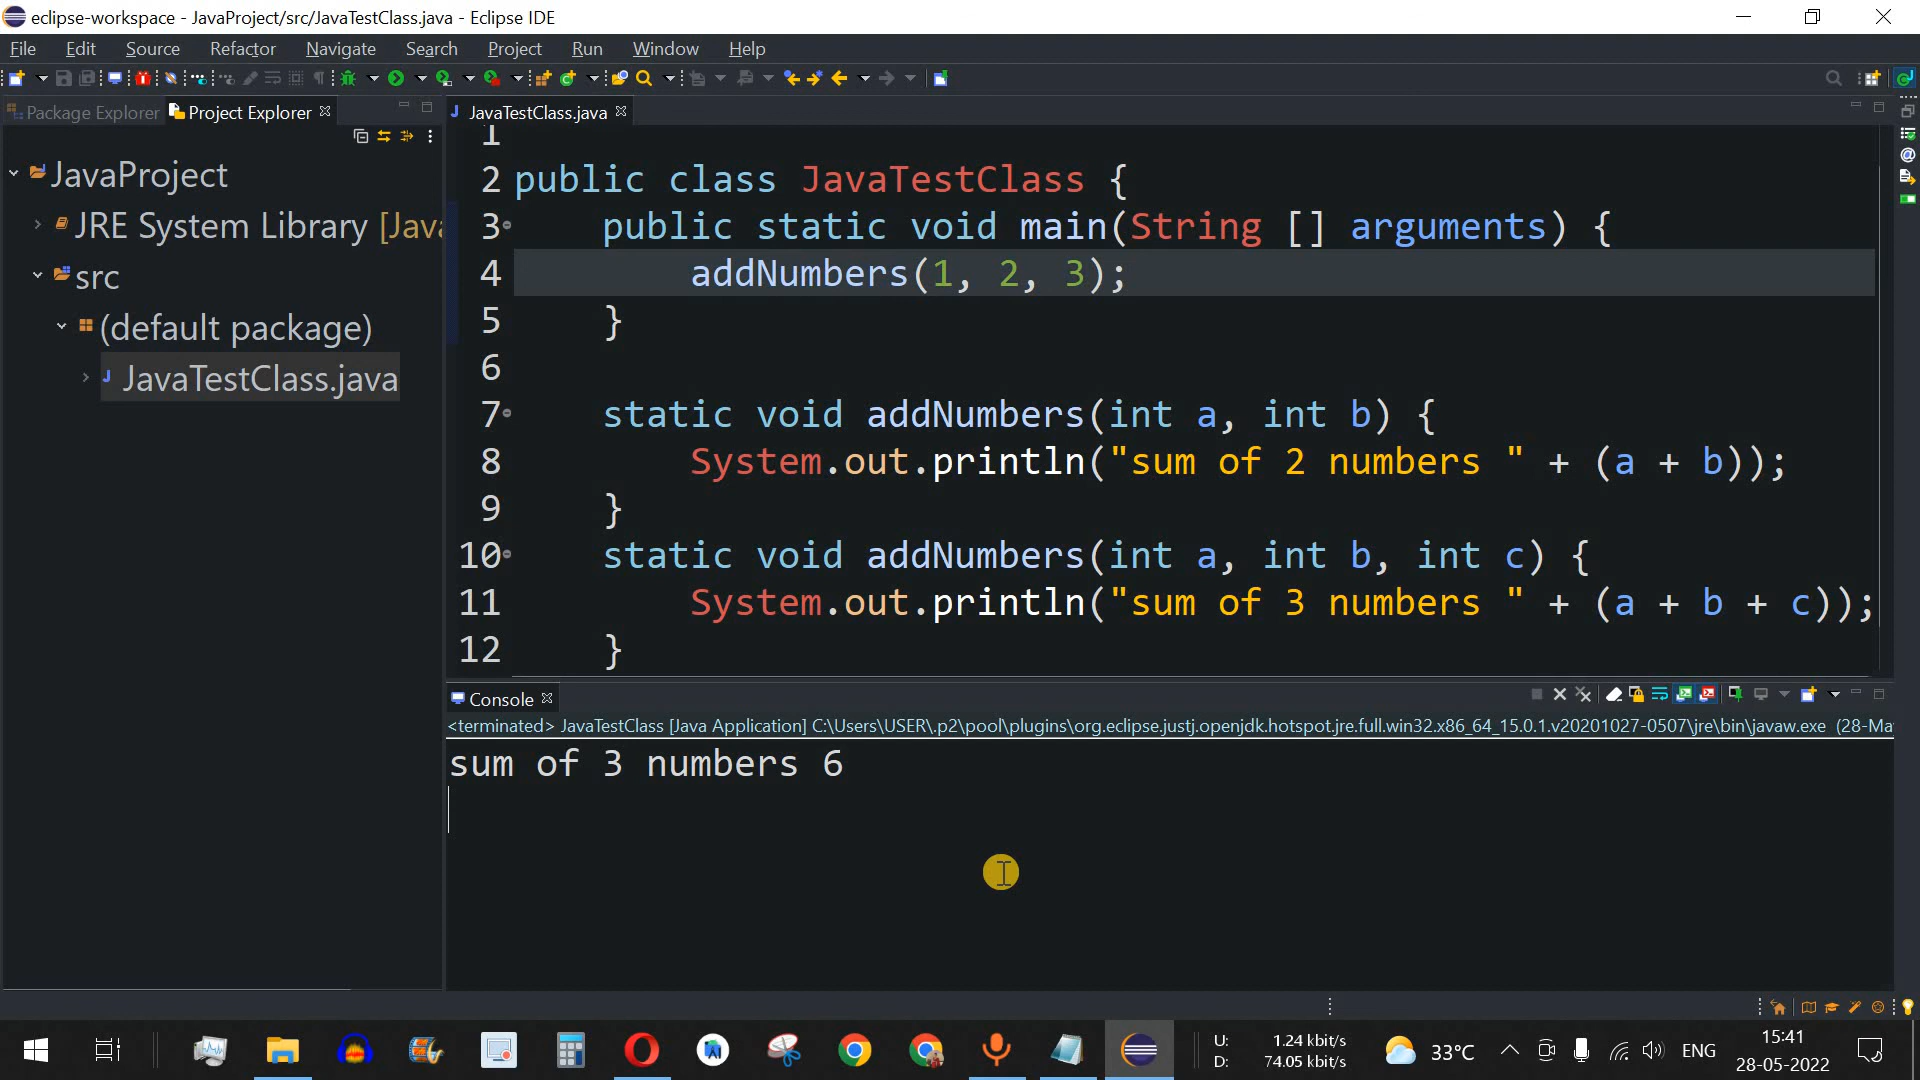 eclipse-workspace - JavaProject/src/JavaTestClass.java - Eclipse IDE
File Edit Source Refactor Navigate Search Project Run Window Help
Package Explorer Project Explorer
JavaTestClass.java
JavaProject
JRE System Library [Java
src
(default package)
JavaTestClass.java
1
2 public class JavaTestClass {
3 public static void main(String [] arguments) {
4 addNumbers(1, 2, 3);
5 }
6
7 static void addNumbers(int a, int b) {
8 System.out.println("sum of 2 numbers " + (a + b));
9 }
10 static void addNumbers(int a, int b, int c) {
11 System.out.println("sum of 3 numbers " + (a + b + c));
12 }
Console
<terminated> JavaTestClass [Java Application] C:\Users\USER\.p2\pool\plugins\org.eclipse.justj.openjdk.hotspot.jre.full.win32.x86_64_15.0.1.v20201027-0507\jre\bin\javaw.exe (28-Ma
sum of 3 numbers 6
U: 1.24 kbit/s
D: 74.05 kbit/s
33°C
ENG
15:41
28-05-2022